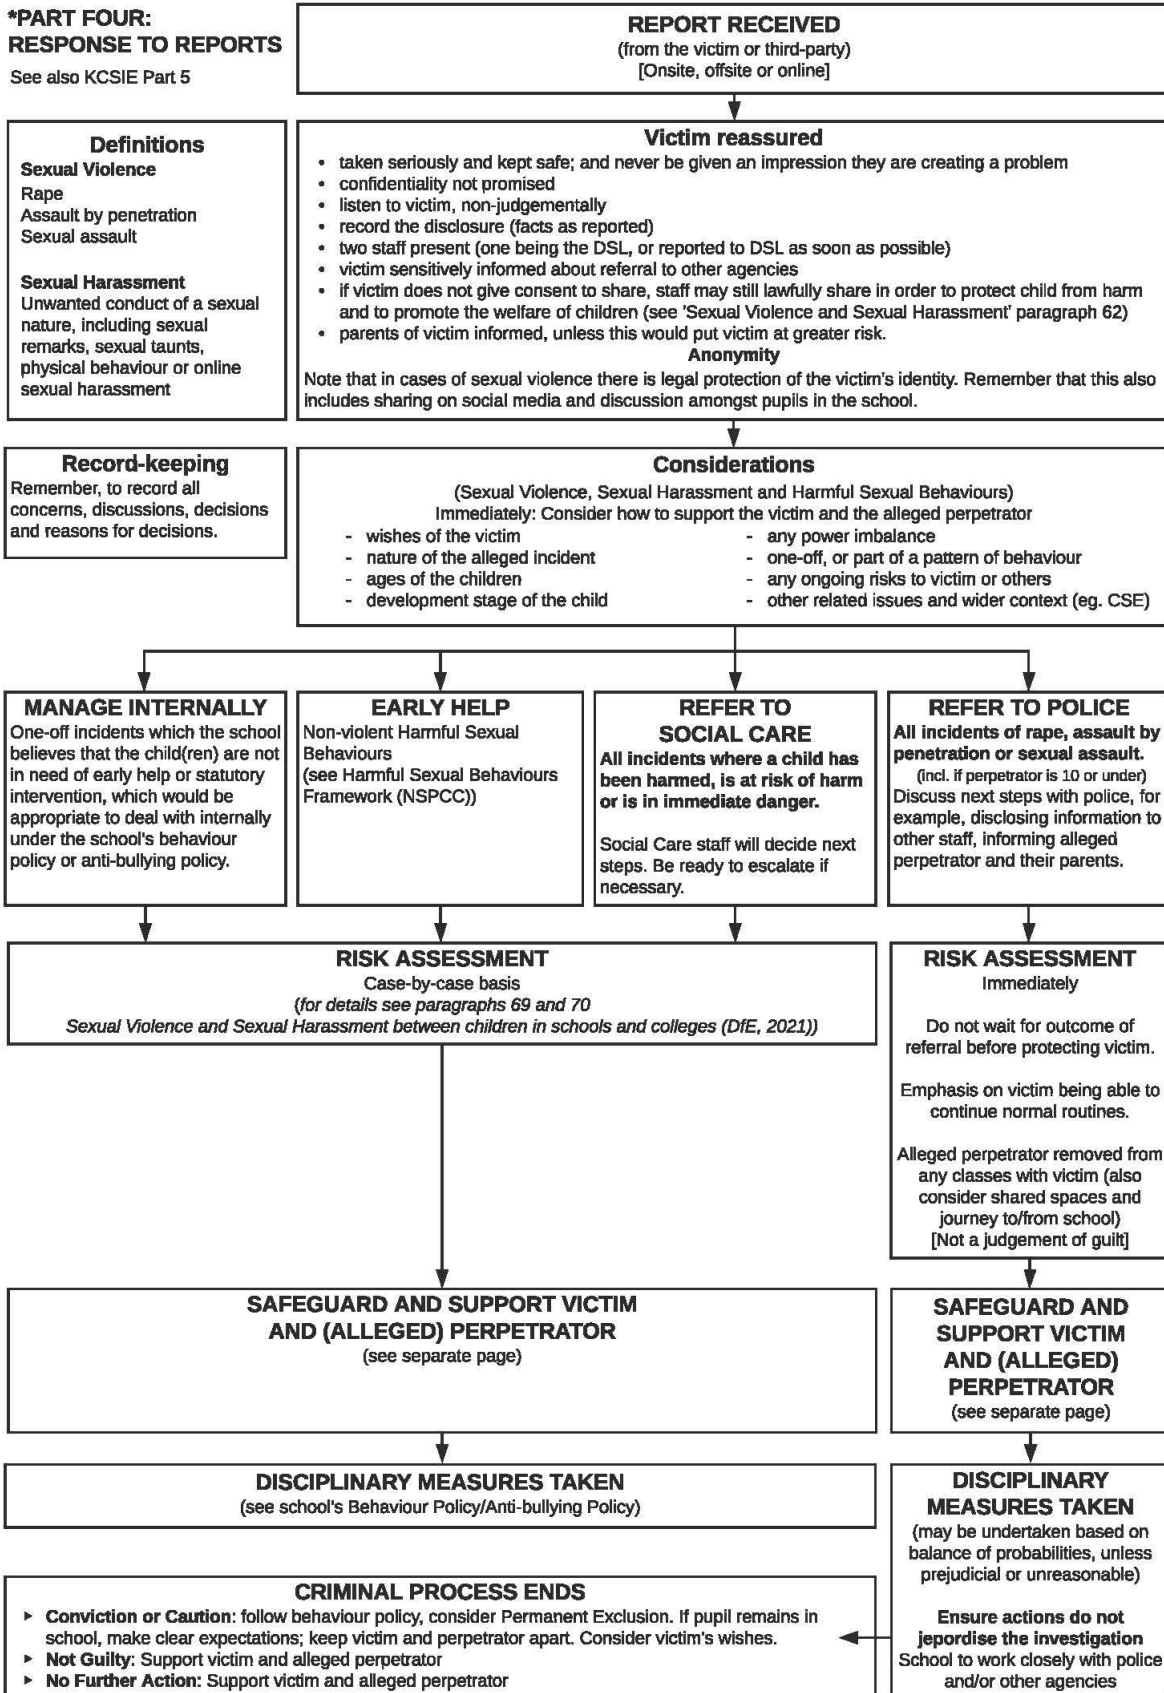 *PART FOUR:
RESPONSE TO REPORTS
See also KCSIE Part 5
REPORT RECEIVED
(from the victim or third-party)
[Onsite, offsite or online]
Definitions
Sexual Violence
Rape
Assault by penetration
Sexual assault
Sexual Harassment
Unwanted conduct of a sexual
nature, including sexual
remarks, sexual taunts,
physical behaviour or online
sexual harassment
Victim reassured
• taken seriously and kept safe; and never be given an impression they are creating a problem
• confidentiality not promised
• listen to victim, non-judgementally
• record the disclosure (facts as reported)
• two staff present (one being the DSL, or reported to DSL as soon as possible)
• victim sensitively informed about referral to other agencies
• if victim does not give consent to share, staff may still lawfully share in order to protect child from harm
and to promote the welfare of children (see 'Sexual Violence and Sexual Harassment' paragraph 62)
• parents of victim informed, unless this would put victim at greater risk.
Anonymity
Note that in cases of sexual violence there is legal protection of the victim's identity. Remember that this also
includes sharing on social media and discussion amongst pupils in the school.
Record-keeping
Remember, to record all
concerns, discussions, decisions
and reasons for decisions.
Considerations
(Sexual Violence, Sexual Harassment and Harmful Sexual Behaviours)
Immediately: Consider how to support the victim and the alleged perpetrator
- wishes of the victim
- nature of the alleged incident
- ages of the children
- development stage of the child
- any power imbalance
- one-off, or part of a pattern of behaviour
- any ongoing risks to victim or others
- other related issues and wider context (eg. CSE)
MANAGE INTERNALLY
One-off incidents which the school
believes that the child(ren) are not
in need of early help or statutory
intervention, which would be
appropriate to deal with internally
under the school's behaviour
policy or anti-bullying policy.
EARLY HELP
Non-violent Harmful Sexual
Behaviours
(see Harmful Sexual Behaviours
Framework (NSPCC))
REFER TO
SOCIAL CARE
All incidents where a child has
been harmed, is at risk of harm
or is in immediate danger.
Social Care staff will decide next
steps. Be ready to escalate if
necessary.
REFER TO POLICE
All incidents of rape, assault by
penetration or sexual assault.
(incl. if perpetrator is 10 or under)
Discuss next steps with police, for
example, disclosing information to
other staff, informing alleged
perpetrator and their parents.
RISK ASSESSMENT
Case-by-case basis
(for details see paragraphs 69 and 70
Sexual Violence and Sexual Harassment between children in schools and colleges (DfE, 2021))
RISK ASSESSMENT
Immediately
Do not wait for outcome of
referral before protecting victim.
Emphasis on victim being able to
continue normal routines.
Alleged perpetrator removed from
any classes with victim (also
consider shared spaces and
journey to/from school)
[Not a judgement of guilt]
SAFEGUARD AND SUPPORT VICTIM
AND (ALLEGED) PERPETRATOR
(see separate page)
SAFEGUARD AND
SUPPORT VICTIM
AND (ALLEGED)
PERPETRATOR
(see separate page)
DISCIPLINARY MEASURES TAKEN
(see school's Behaviour Policy/Anti-bullying Policy)
DISCIPLINARY
MEASURES TAKEN
(may be undertaken based on
balance of probabilities, unless
prejudicial or unreasonable)
Ensure actions do not
jepordise the investigation
School to work closely with police
and/or other agencies
CRIMINAL PROCESS ENDS
▸ Conviction or Caution: follow behaviour policy, consider Permanent Exclusion. If pupil remains in
school, make clear expectations; keep victim and perpetrator apart. Consider victim's wishes.
▸ Not Guilty: Support victim and alleged perpetrator
▸ No Further Action: Support victim and alleged perpetrator